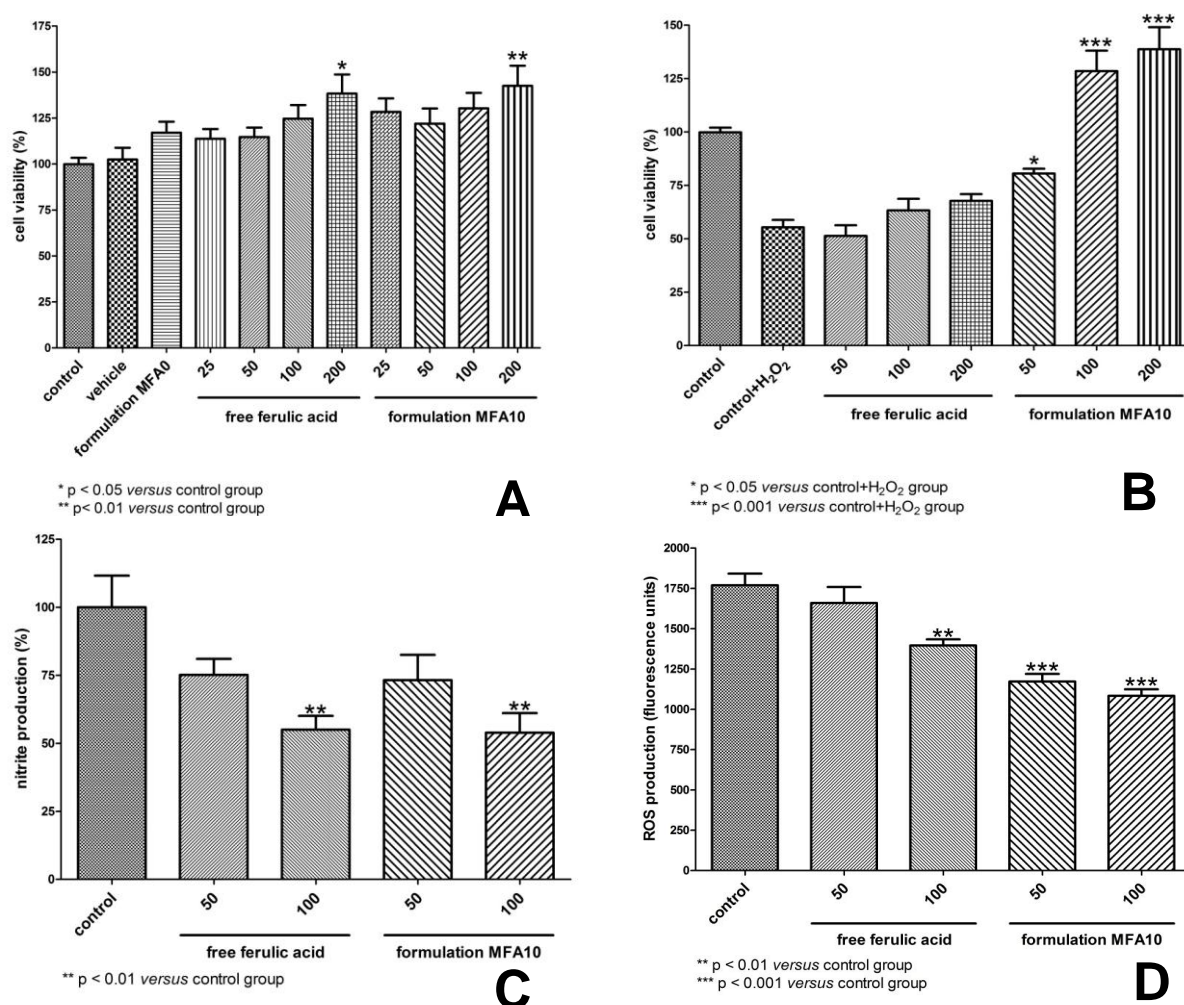 175
150
125
100
75
50
25
0
cell viability (%)
*
**
control
vehicle
formulation MFA0
25
50
100
200
25
50
100
200
free ferulic acid
formulation MFA10
* p < 0.05 versus control group
** p< 0.01 versus control group
A
150
125
100
75
50
25
0
cell viability (%)
*
***
***
control
control+H₂O₂
50
100
200
50
100
200
free ferulic acid
formulation MFA10
* p < 0.05 versus control+H₂O₂ group
*** p< 0.001 versus control+H₂O₂ group
B
125
100
75
50
25
0
nitrite production (%)
**
**
control
50
100
50
100
free ferulic acid
formulation MFA10
** p < 0.01 versus control group
C
2000
1750
1500
1250
1000
750
500
250
0
ROS production (fluorescence units)
**
***
***
control
50
100
50
100
free ferulic acid
formulation MFA10
** p < 0.01 versus control group
*** p < 0.001 versus control group
D